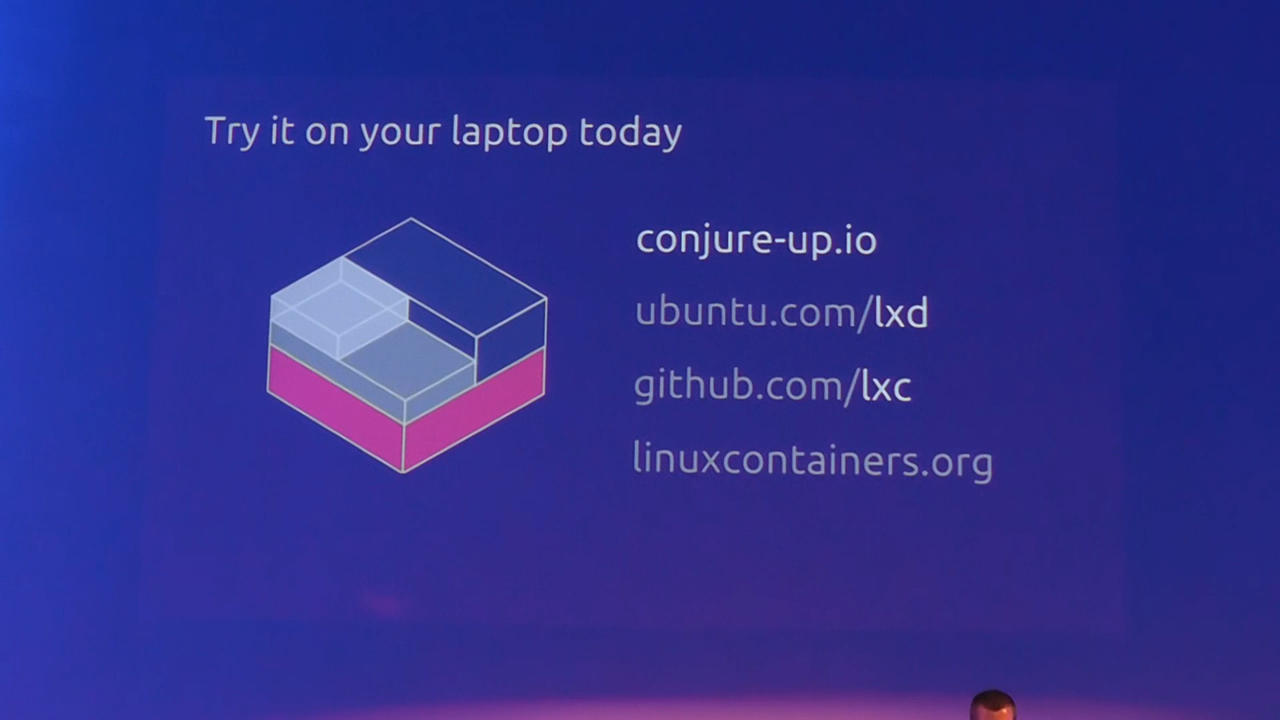 Try it on your laptop today
conjure-up.io
ubuntu.com/lxd
github.com/lxc
linuxcontainers.org